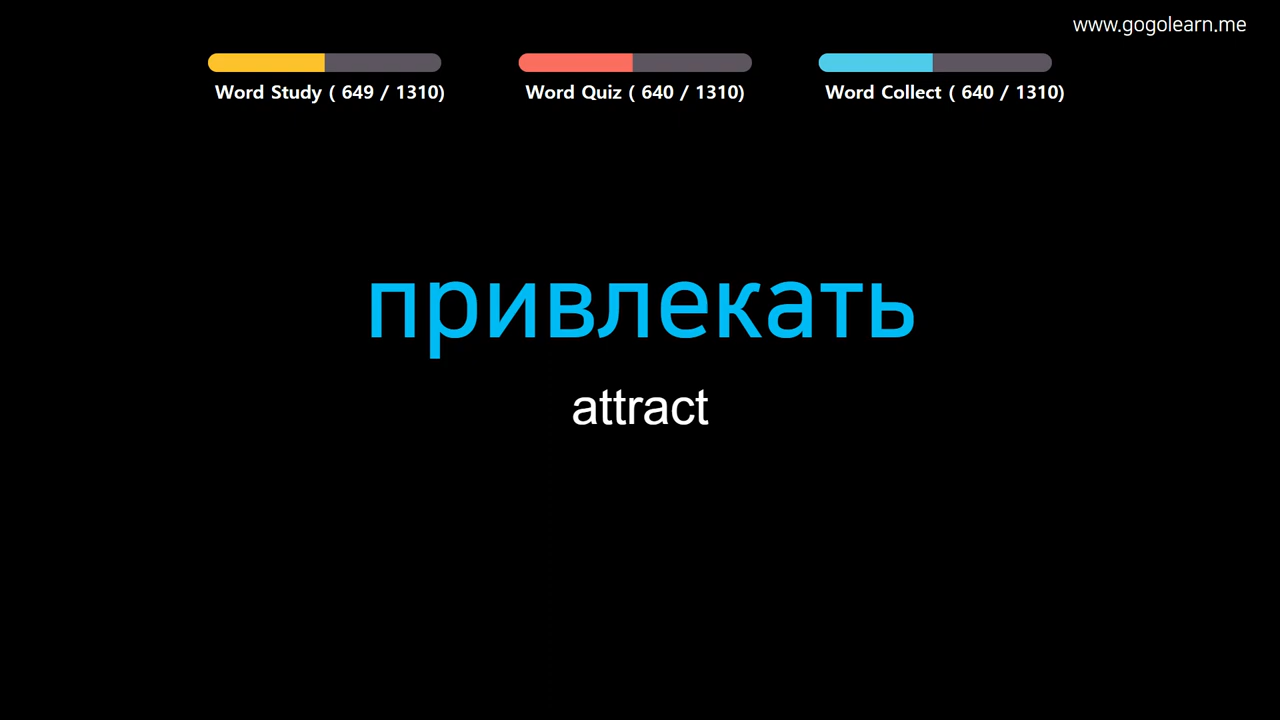 www.gogolearn.me
Word Study ( 649 / 1310)
Word Quiz ( 640 / 1310)
Word Collect ( 640 / 1310)
привлекать
attract